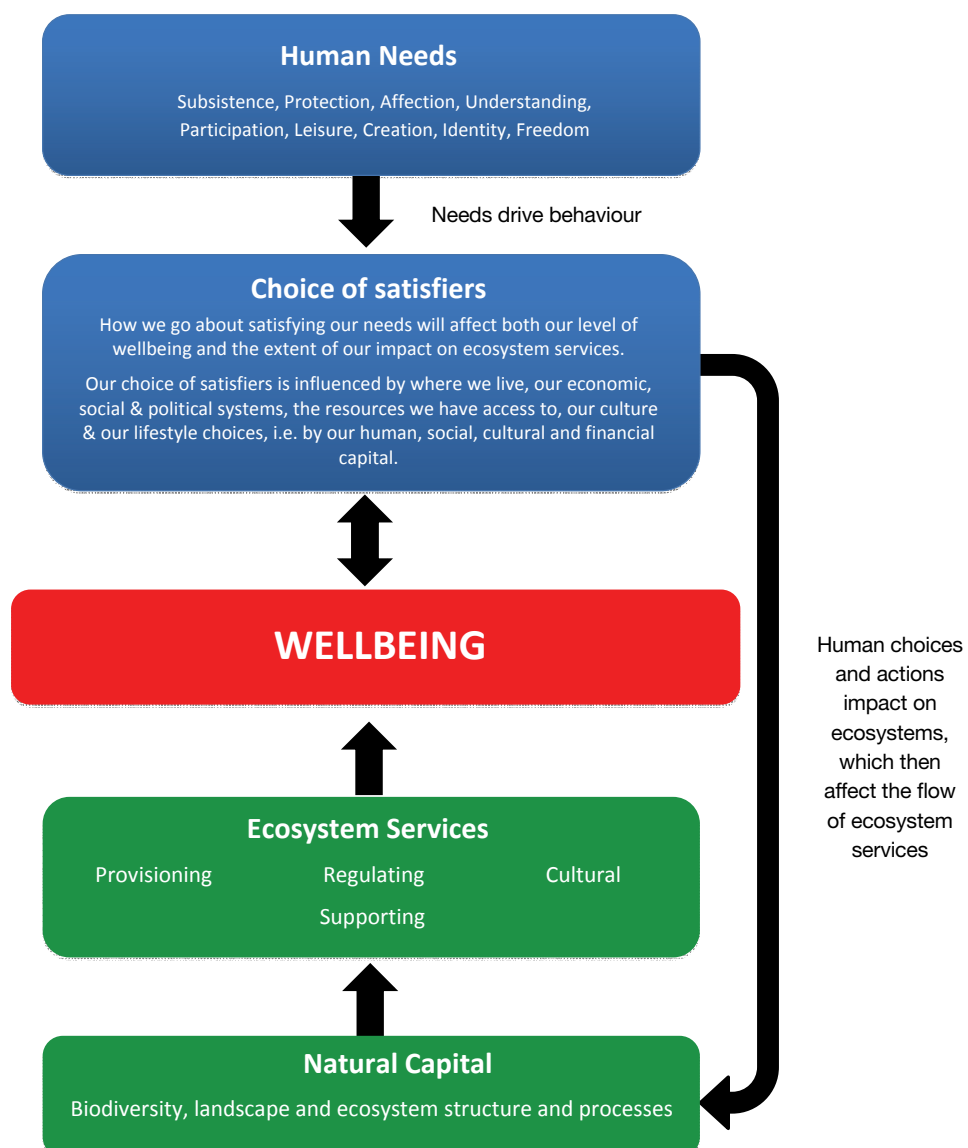 Human Needs
Subsistence, Protection, Affection, Understanding,
Participation, Leisure, Creation, Identity, Freedom
Needs drive behaviour
Choice of satisfiers
How we go about satisfying our needs will affect both our level of
wellbeing and the extent of our impact on ecosystem services.
Our choice of satisfiers is influenced by where we live, our economic,
social & political systems, the resources we have access to, our culture
& our lifestyle choices, i.e. by our human, social, cultural and financial
capital.
WELLBEING
Human choices
and actions
impact on
ecosystems,
which then
affect the flow
of ecosystem
services
Ecosystem Services
Provisioning Regulating Cultural
Supporting
Natural Capital
Biodiversity, landscape and ecosystem structure and processes